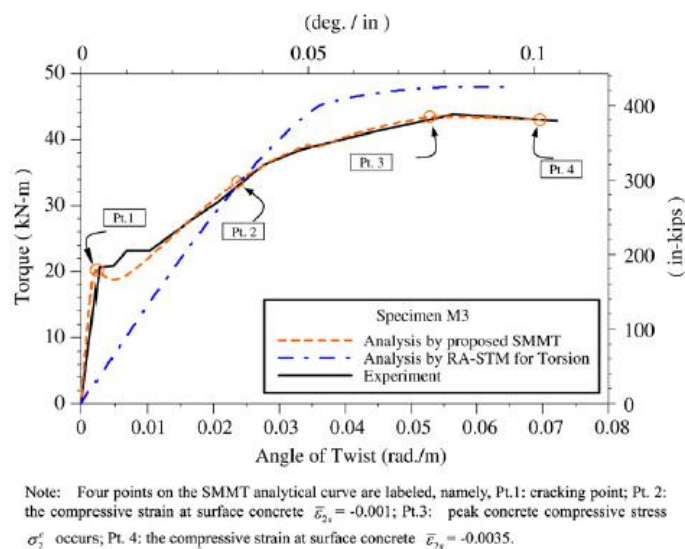 (deg. / in)
0 0.05 0.1
50
40
30
20
10
0
Torque ( kN-m )
400
300
200
100
0
( in-kips )
Pt.1
Pt. 2
Pt. 3
Pt. 4
Specimen M3
Analysis by proposed SMMT
Analysis by RA-STM for Torsion
Experiment
0 0.01 0.02 0.03 0.04 0.05 0.06 0.07 0.08
Angle of Twist (rad./m)
Note: Four points on the SMMT analytical curve are labeled, namely, Pt.1: cracking point; Pt. 2:
the compressive strain at surface concrete ε̅₂ₛ = -0.001; Pt.3: peak concrete compressive stress
σ₂ᶜ occurs; Pt. 4: the compressive strain at surface concrete ε̅₂ₛ = -0.0035.